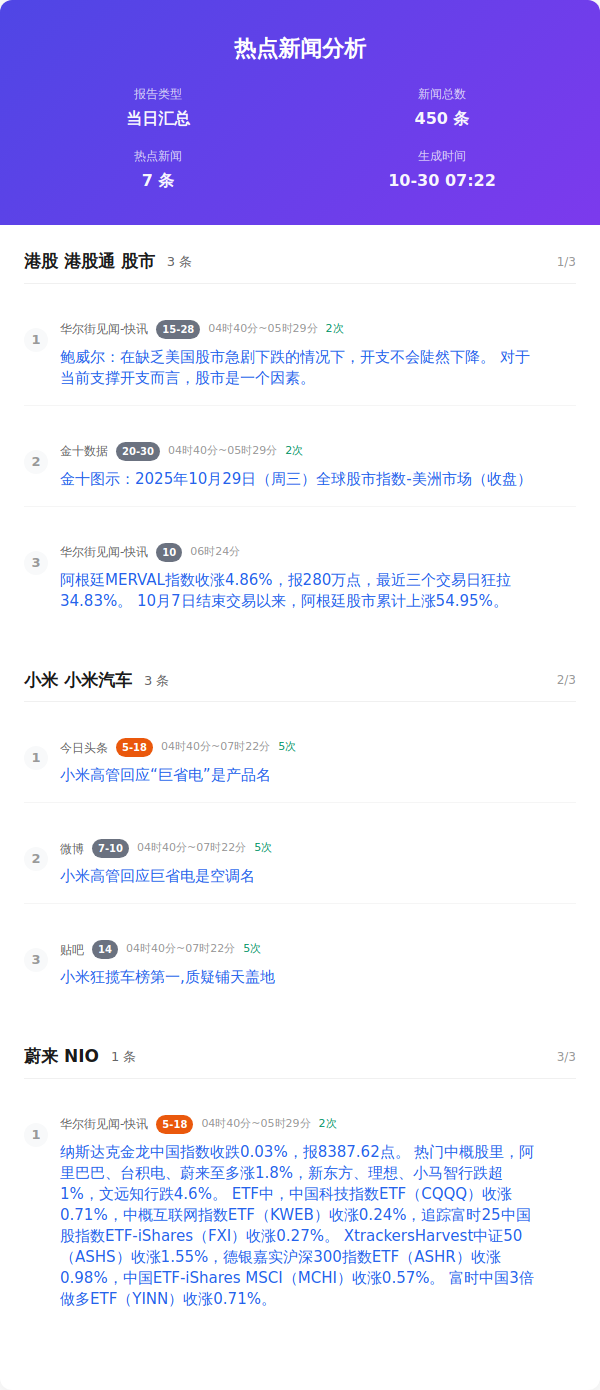 热点新闻分析
报告类型
新闻总数
当日汇总
450 条
热点新闻
生成时间
7 条
10-30 07:22
港股 港股通 股市 3 条 1/3
1
华尔街见闻-快讯 15-28 04时40分~05时29分 2次
鲍威尔：在缺乏美国股市急剧下跌的情况下，开支不会陡然下降。 对于
当前支撑开支而言，股市是一个因素。
2
金十数据 20-30 04时40分~05时29分 2次
金十图示：2025年10月29日（周三）全球股市指数-美洲市场（收盘）
3
华尔街见闻-快讯 10 06时24分
阿根廷MERVAL指数收涨4.86%，报280万点，最近三个交易日狂拉
34.83%。 10月7日结束交易以来，阿根廷股市累计上涨54.95%。
小米 小米汽车 3 条 2/3
1
今日头条 5-18 04时40分~07时22分 5次
小米高管回应“巨省电”是产品名
2
微博 7-10 04时40分~07时22分 5次
小米高管回应巨省电是空调名
3
贴吧 14 04时40分~07时22分 5次
小米狂揽车榜第一,质疑铺天盖地
蔚来 NIO 1 条 3/3
1
华尔街见闻-快讯 5-18 04时40分~05时29分 2次
纳斯达克金龙中国指数收跌0.03%，报8387.62点。 热门中概股里，阿
里巴巴、台积电、蔚来至多涨1.8%，新东方、理想、小马智行跌超
1%，文远知行跌4.6%。 ETF中，中国科技指数ETF（CQQQ）收涨
0.71%，中概互联网指数ETF（KWEB）收涨0.24%，追踪富时25中国
股指数ETF-iShares（FXI）收涨0.27%。 XtrackersHarvest中证50
（ASHS）收涨1.55%，德银嘉实沪深300指数ETF（ASHR）收涨
0.98%，中国ETF-iShares MSCI（MCHI）收涨0.57%。 富时中国3倍
做多ETF（YINN）收涨0.71%。